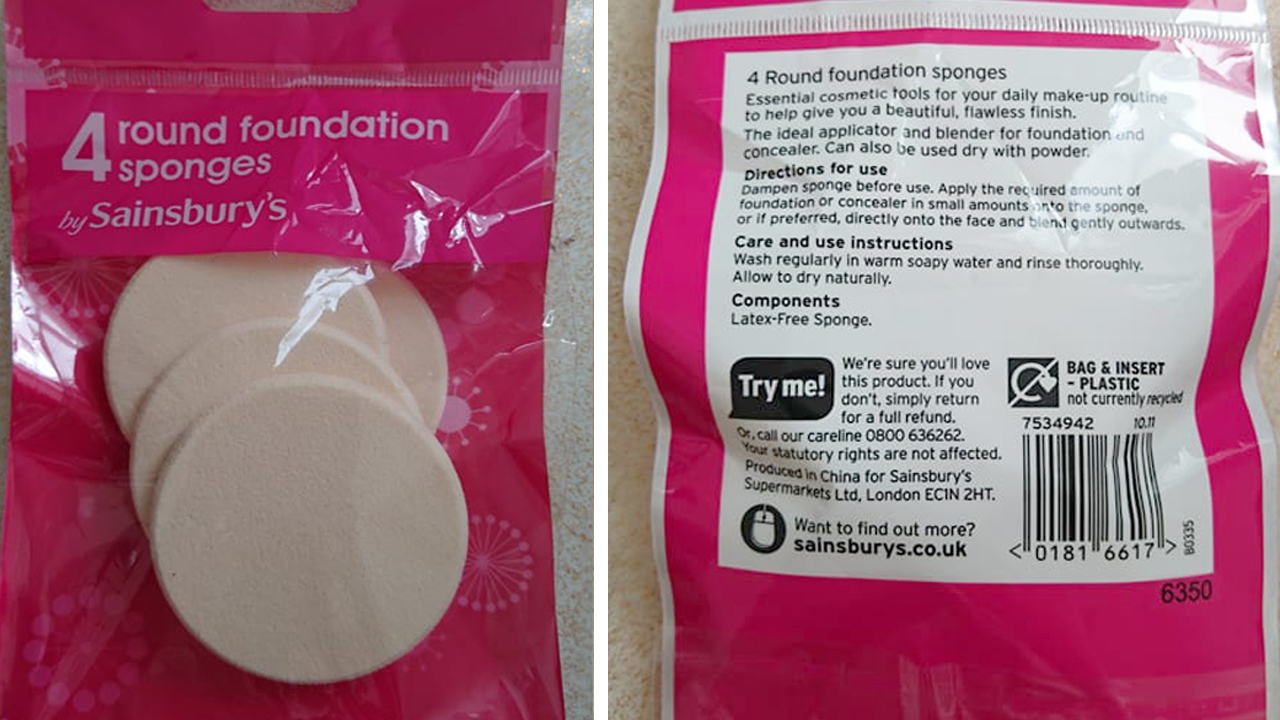 4 round foundation
sponges
by Sainsbury's
4 Round foundation sponges
Essential cosmetic tools for your daily make-up routine
to help give you a beautiful, flawless finish.
The ideal applicator and blender for foundation and
concealer. Can also be used dry with powder.
Directions for use
Dampen sponge before use. Apply the required amount of
foundation or concealer in small amounts onto the sponge,
or if preferred, directly onto the face and blend gently outwards.
Care and use instructions
Wash regularly in warm soapy water and rinse thoroughly.
Allow to dry naturally.
Components
Latex-Free Sponge.
Try me!
We're sure you'll love
this product. If you
don't, simply return
for a full refund.
Or, call our careline 0800 636262.
Your statutory rights are not affected.
Produced in China for Sainsbury's
Supermarkets Ltd, London EC1N 2HT.
Want to find out more?
sainsburys.co.uk
BAG & INSERT
- PLASTIC
not currently recycled
7534942 10.11
< 0181 6617 >
80335
6350